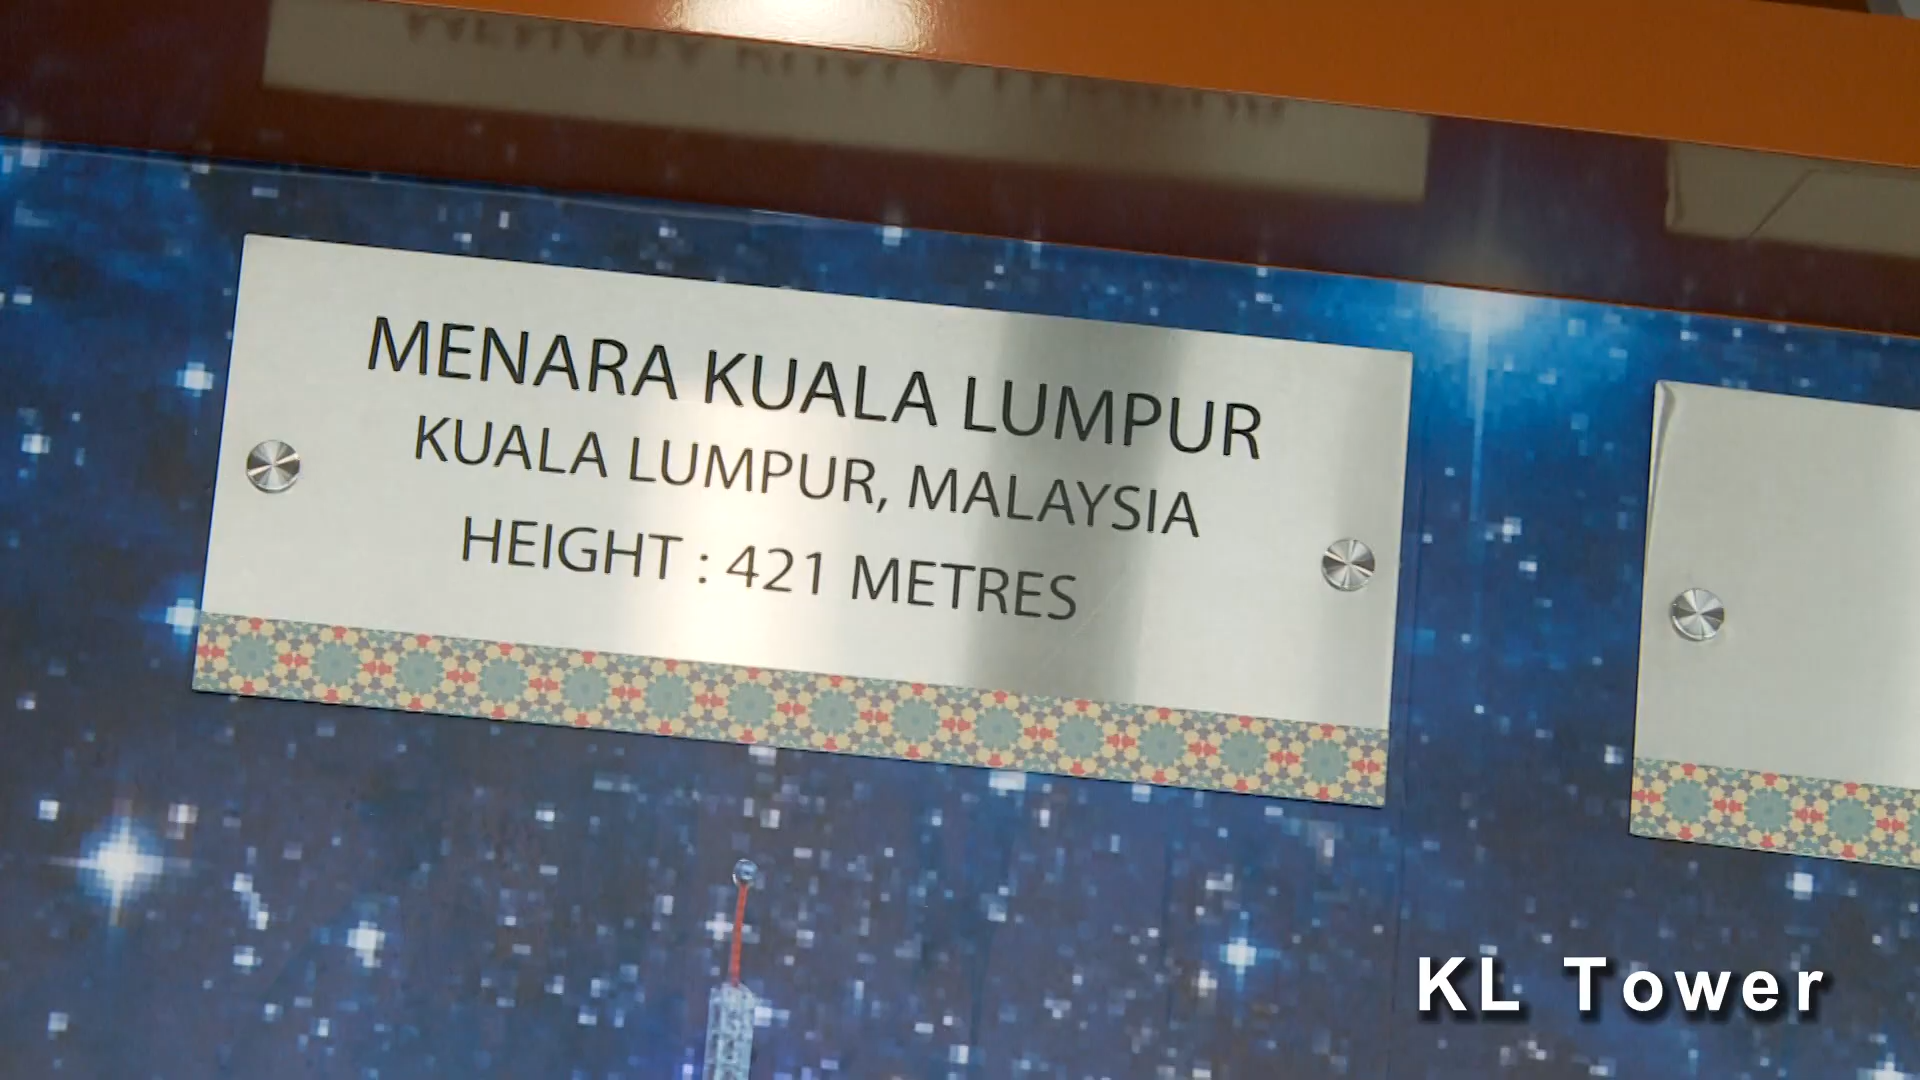 MENARA KUALA LUMPUR
KUALA LUMPUR, MALAYSIA
HEIGHT : 421 METRES
KL Tower